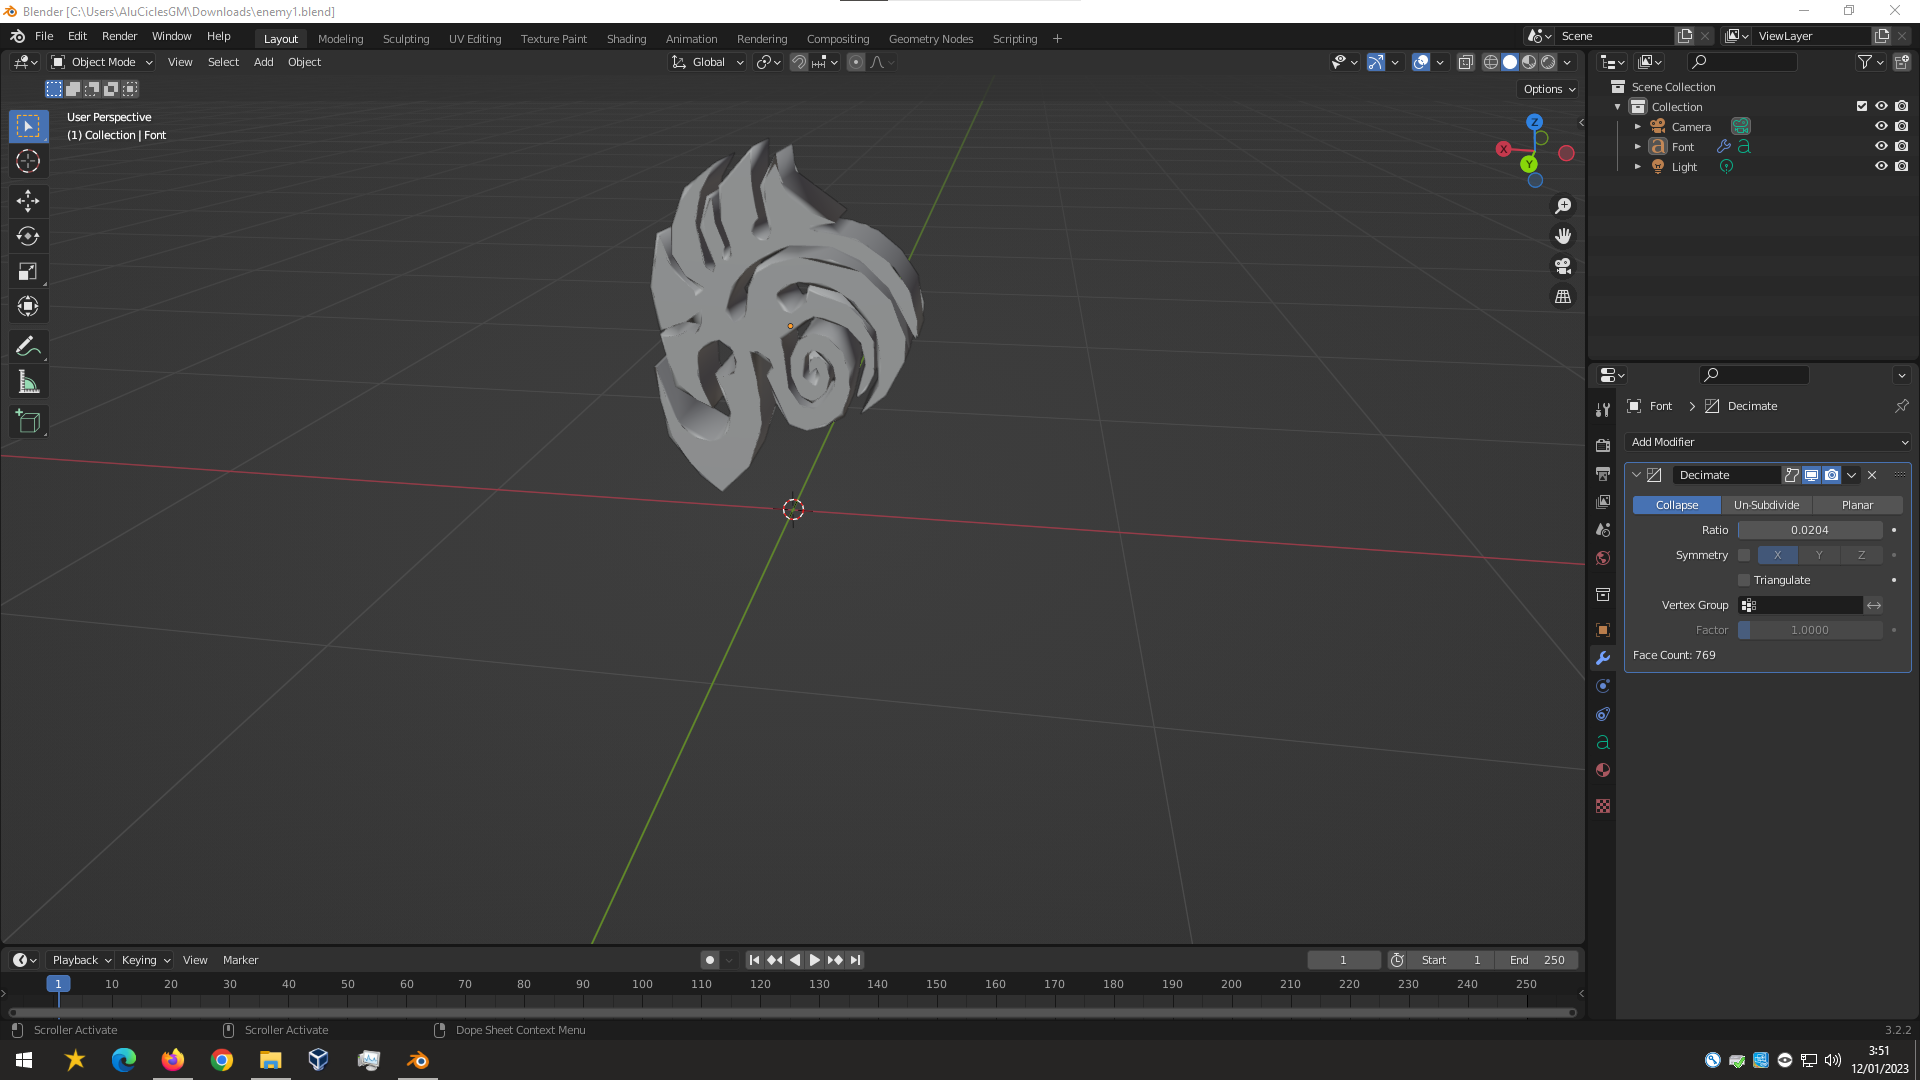 Blender [C:\Users\AluCiclesGM\Downloads\enemy1.blend]
File Edit Render Window Help
Layout Modeling Sculpting UV Editing Texture Paint Shading Animation Rendering Compositing Geometry Nodes Scripting +
Scene
ViewLayer
Object Mode View Select Add Object
Global
Options
User Perspective
(1) Collection | Font
Z
X
Y
Scene Collection
Collection
Camera
Font
Light
Font > Decimate
Add Modifier
Decimate
Collapse Un-Subdivide Planar
Ratio 0.0204
Symmetry X Y Z
Triangulate
Vertex Group
Factor 1.0000
Face Count: 769
Playback Keying View Marker
1 Start 1 End 250
1 10 20 30 40 50 60 70 80 90 100 110 120 130 140 150 160 170 180 190 200 210 220 230 240 250
Scroller Activate Scroller Activate Dope Sheet Context Menu
3.2.2
3:51
12/01/2023